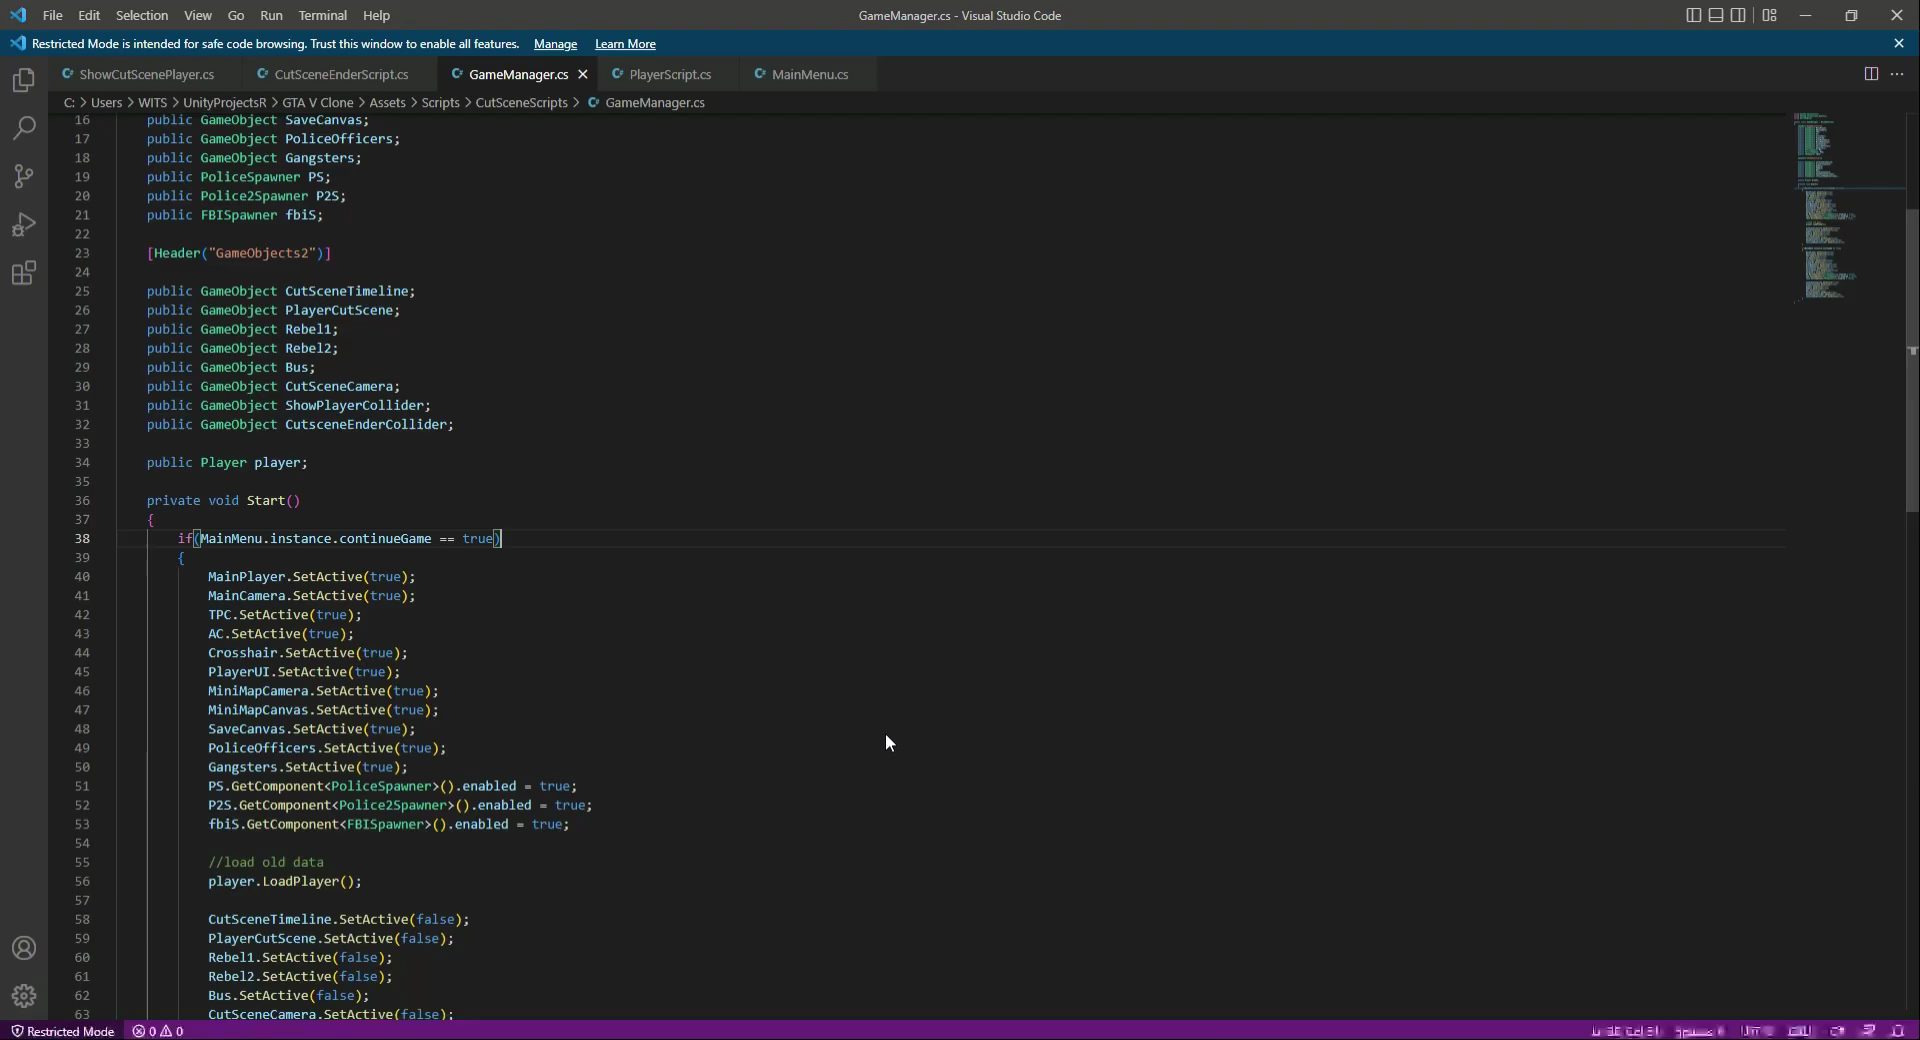 File Edit Selection View Go Run Terminal Help
GameManager.cs - Visual Studio Code
Restricted Mode is intended for safe code browsing. Trust this window to enable all features. Manage Learn More
ShowCutScenePlayer.cs CutSceneEnderScript.cs GameManager.cs PlayerScript.cs MainMenu.cs
C: > Users > WITS > UnityProjectsR > GTA V Clone > Assets > Scripts > CutSceneScripts > GameManager.cs
16 public GameObject SaveCanvas;
17 public GameObject PoliceOfficers;
18 public GameObject Gangsters;
19 public PoliceSpawner PS;
20 public Police2Spawner P2S;
21 public FBISpawner fbiS;
22
23 [Header("GameObjects2")]
24
25 public GameObject CutSceneTimeline;
26 public GameObject PlayerCutScene;
27 public GameObject Rebel1;
28 public GameObject Rebel2;
29 public GameObject Bus;
30 public GameObject CutSceneCamera;
31 public GameObject ShowPlayerCollider;
32 public GameObject CutsceneEnderCollider;
33
34 public Player player;
35
36 private void Start()
37 {
38 if(MainMenu.instance.continueGame == true)
39 {
40 MainPlayer.SetActive(true);
41 MainCamera.SetActive(true);
42 TPC.SetActive(true);
43 AC.SetActive(true);
44 Crosshair.SetActive(true);
45 PlayerUI.SetActive(true);
46 MiniMapCamera.SetActive(true);
47 MiniMapCanvas.SetActive(true);
48 SaveCanvas.SetActive(true);
49 PoliceOfficers.SetActive(true);
50 Gangsters.SetActive(true);
51 PS.GetComponent<PoliceSpawner>().enabled = true;
52 P2S.GetComponent<Police2Spawner>().enabled = true;
53 fbiS.GetComponent<FBISpawner>().enabled = true;
54
55 //load old data
56 player.LoadPlayer();
57
58 CutSceneTimeline.SetActive(false);
59 PlayerCutScene.SetActive(false);
60 Rebel1.SetActive(false);
61 Rebel2.SetActive(false);
62 Bus.SetActive(false);
63 CutSceneCamera.SetActive(false);
Restricted Mode 0 0